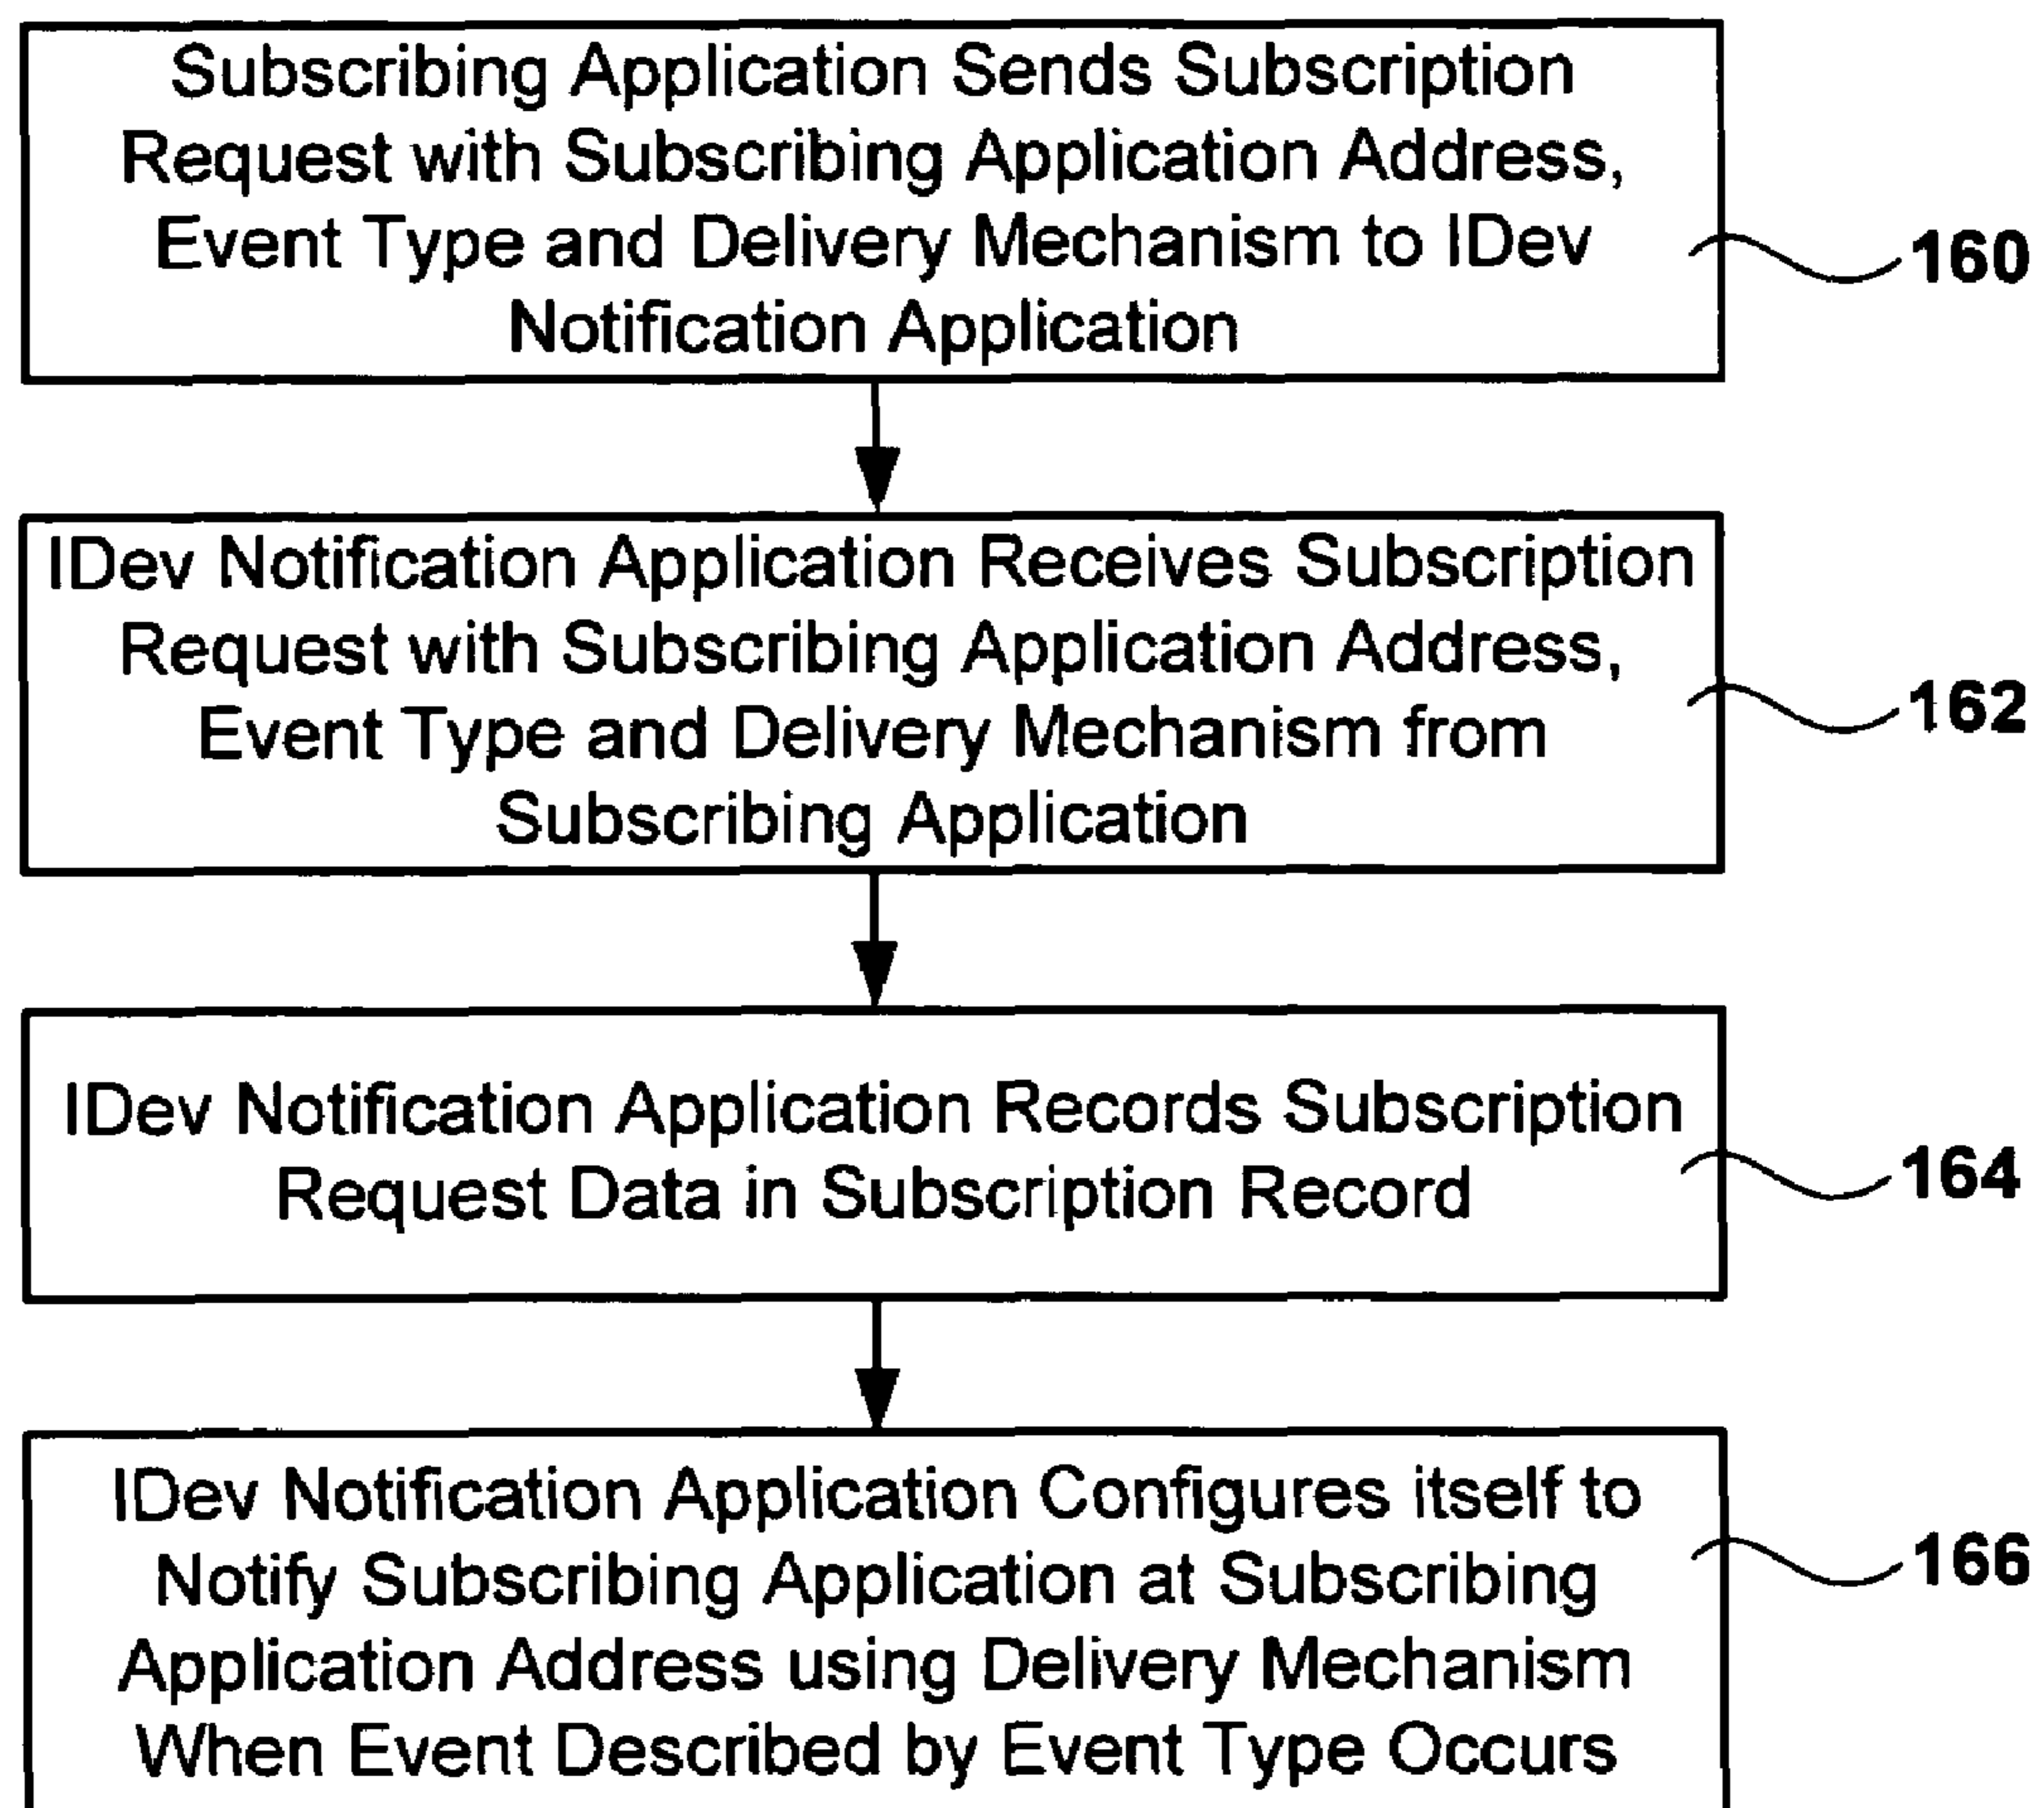 Subscribing Application Sends Subscription
Request with Subscribing Application Address,
Event Type and Delivery Mechanism to IDev
Notification Application
160
IDev Notification Application Receives Subscription
Request with Subscribing Application Address,
Event Type and Delivery Mechanism from
Subscribing Application
162
IDev Notification Application Records Subscription
Request Data in Subscription Record
164
IDev Notification Application Configures itself to
Notify Subscribing Application at Subscribing
Application Address using Delivery Mechanism
When Event Described by Event Type Occurs
166